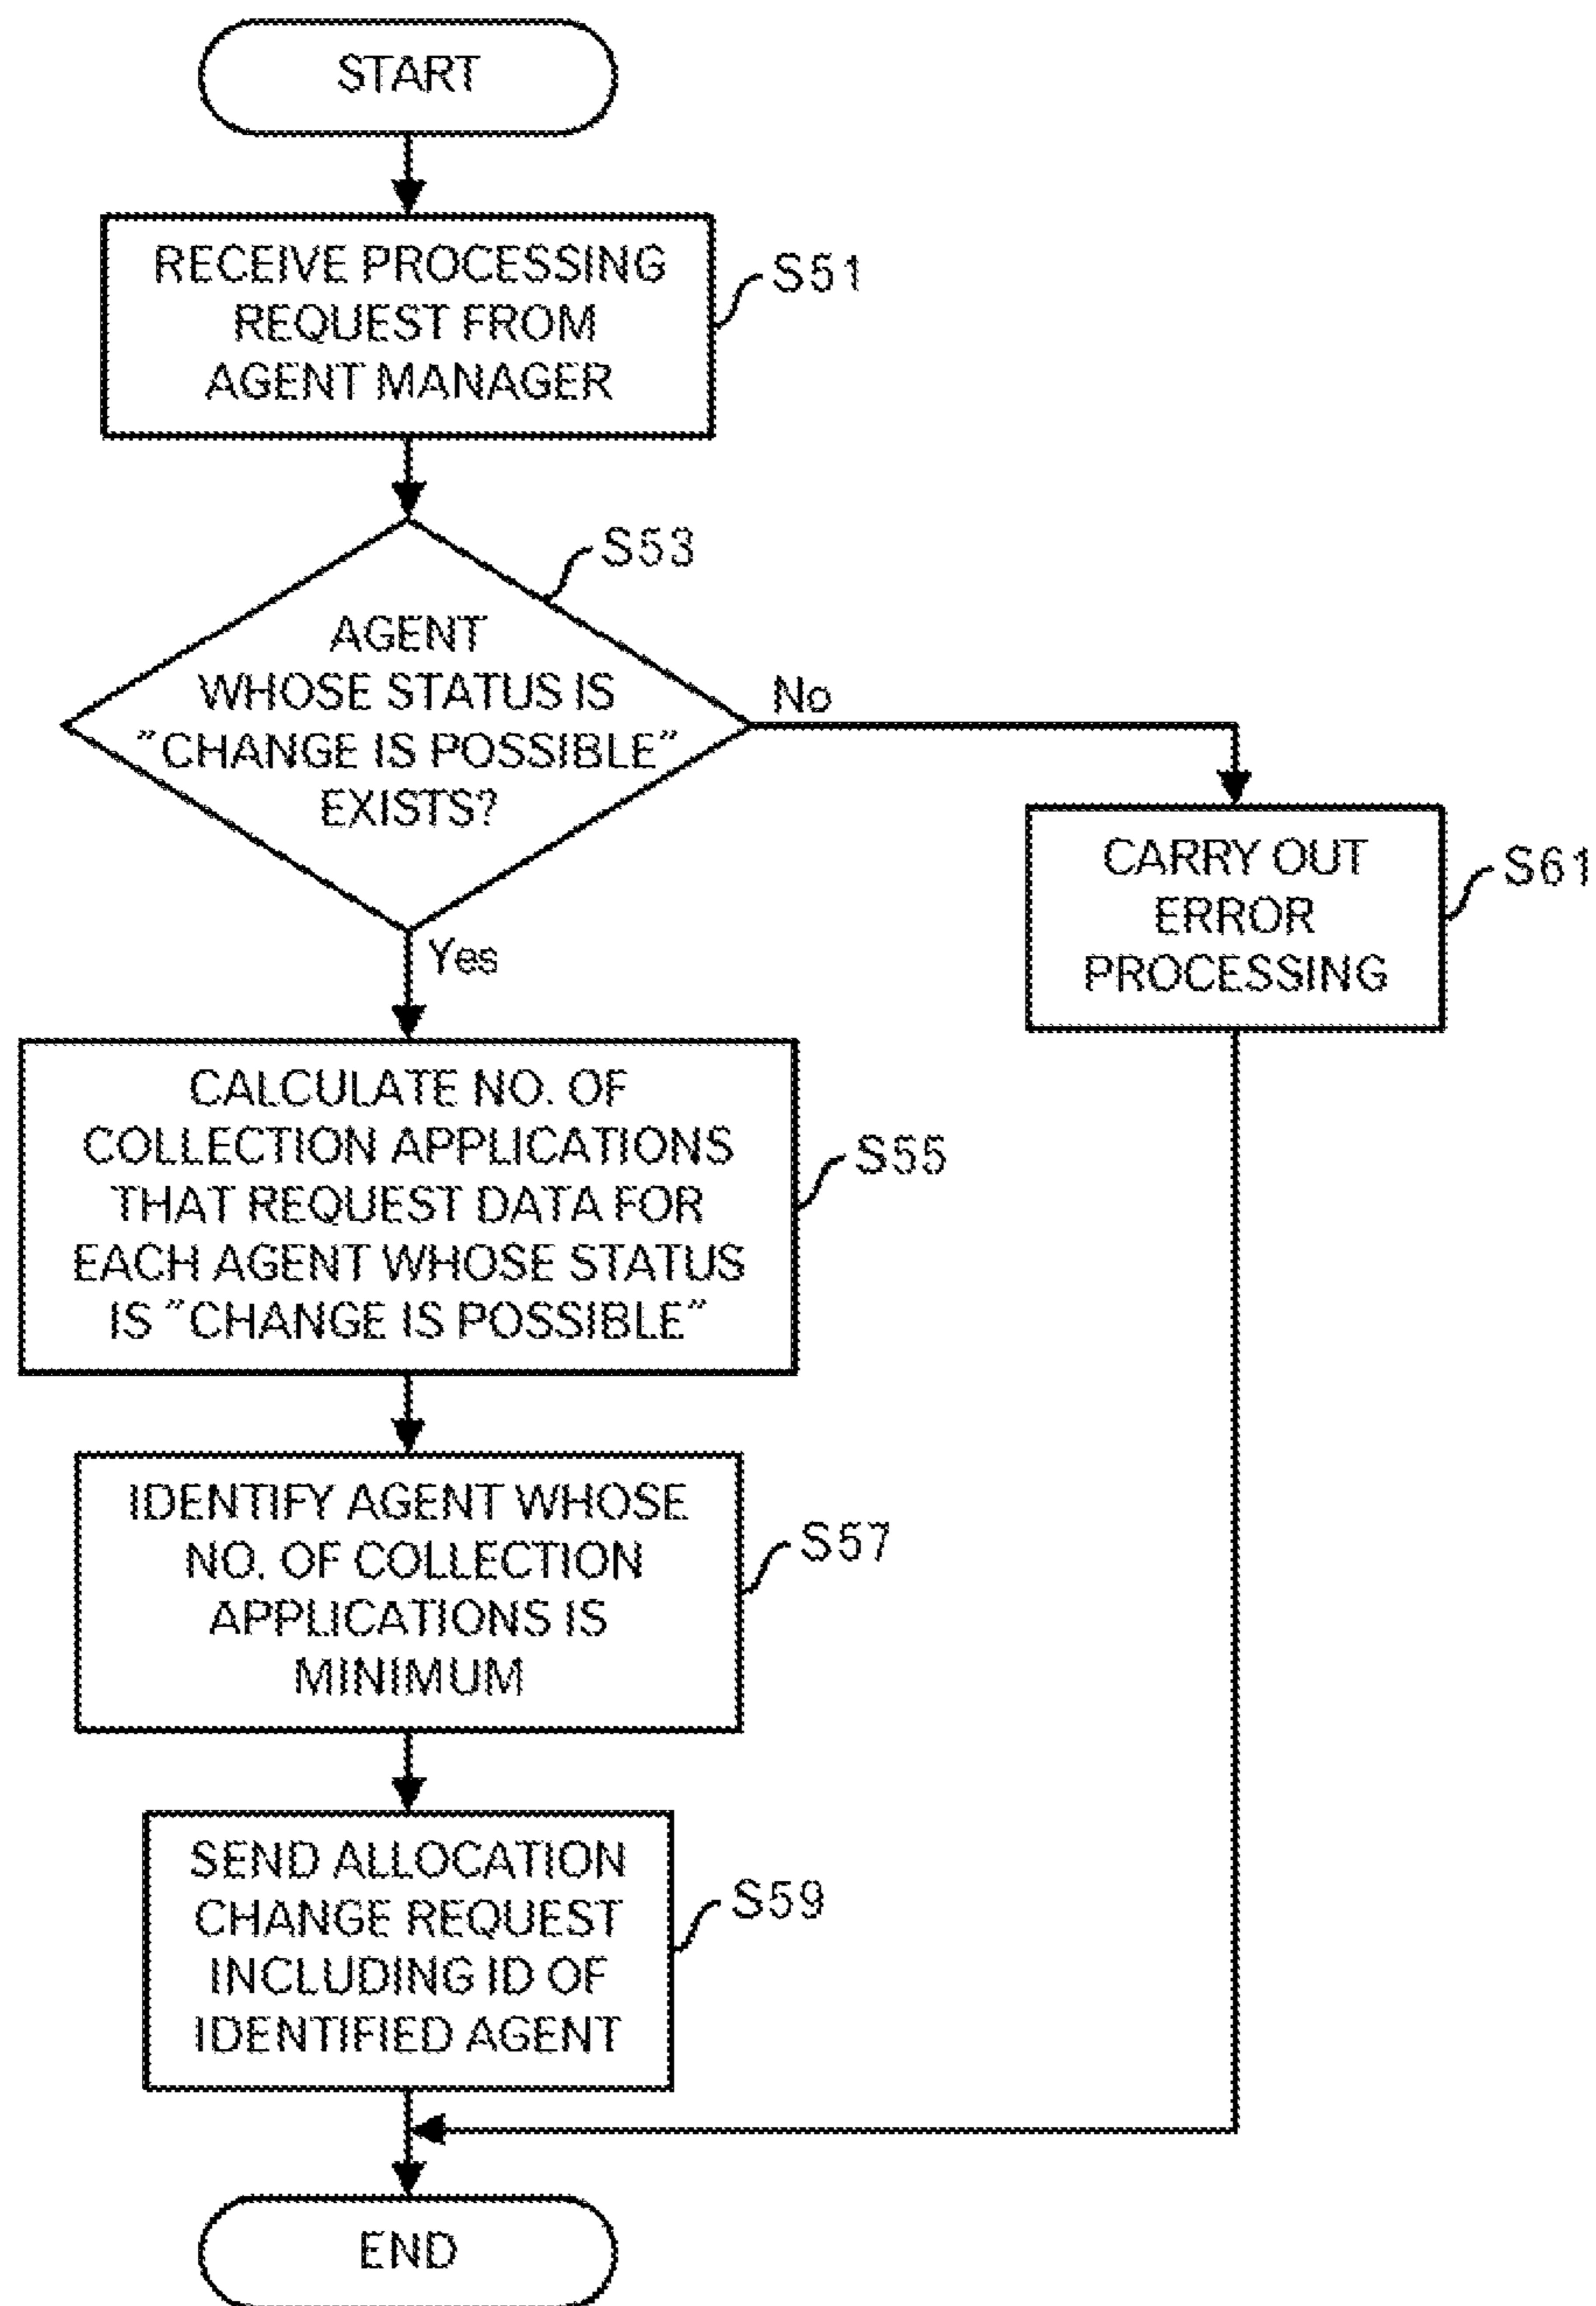 START
RECEIVE PROCESSING
REQUEST FROM
AGENT MANAGER
S51
S53
AGENT
WHOSE STATUS IS
"CHANGE IS POSSIBLE"
EXISTS?
No
Yes
CARRY OUT
ERROR
PROCESSING
S61
CALCULATE NO. OF
COLLECTION APPLICATIONS
THAT REQUEST DATA FOR
EACH AGENT WHOSE STATUS
IS "CHANGE IS POSSIBLE"
S55
IDENTIFY AGENT WHOSE
NO. OF COLLECTION
APPLICATIONS IS
MINIMUM
S57
SEND ALLOCATION
CHANGE REQUEST
INCLUDING ID OF
IDENTIFIED AGENT
S59
END